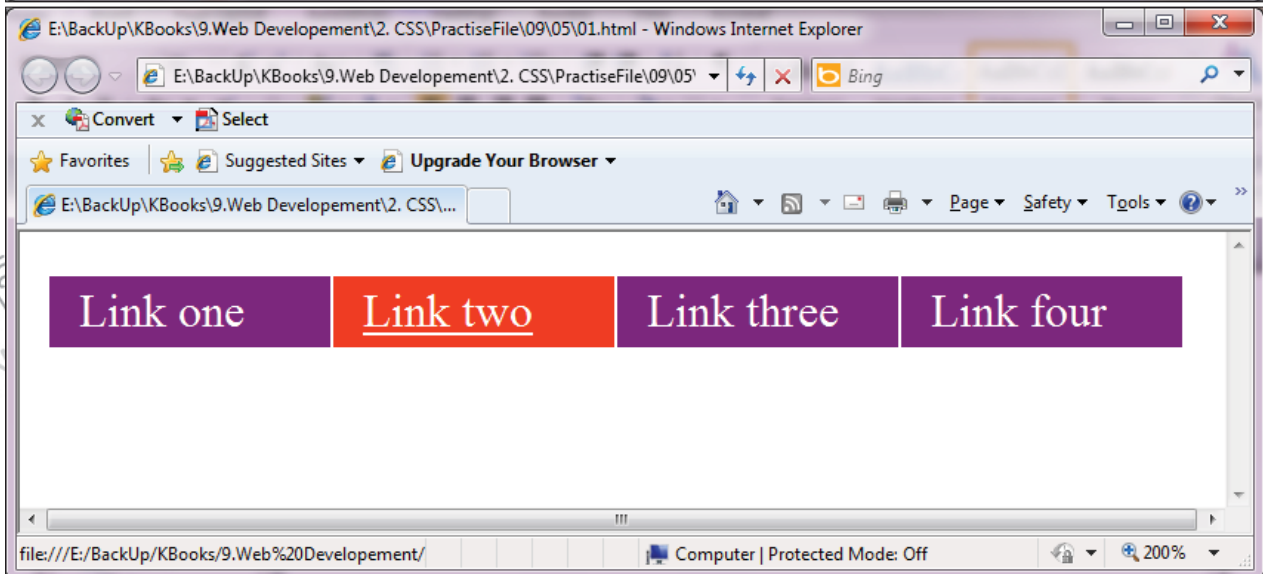 E:\BackUp\KBooks\9.Web Developement\2. CSS\PractiseFile\09\05\01.html - Windows Internet Explorer
E:\BackUp\KBooks\9.Web Developement\2. CSS\PractiseFile\09\05\ Bing
x Convert Select
Favorites Suggested Sites Upgrade Your Browser
E:\BackUp\KBooks\9.Web Developement\2. CSS\... Page Safety Tools »
Link one Link two Link three Link four
file:///E:/BackUp/KBooks/9.Web%20Developement/ Computer | Protected Mode: Off 200%